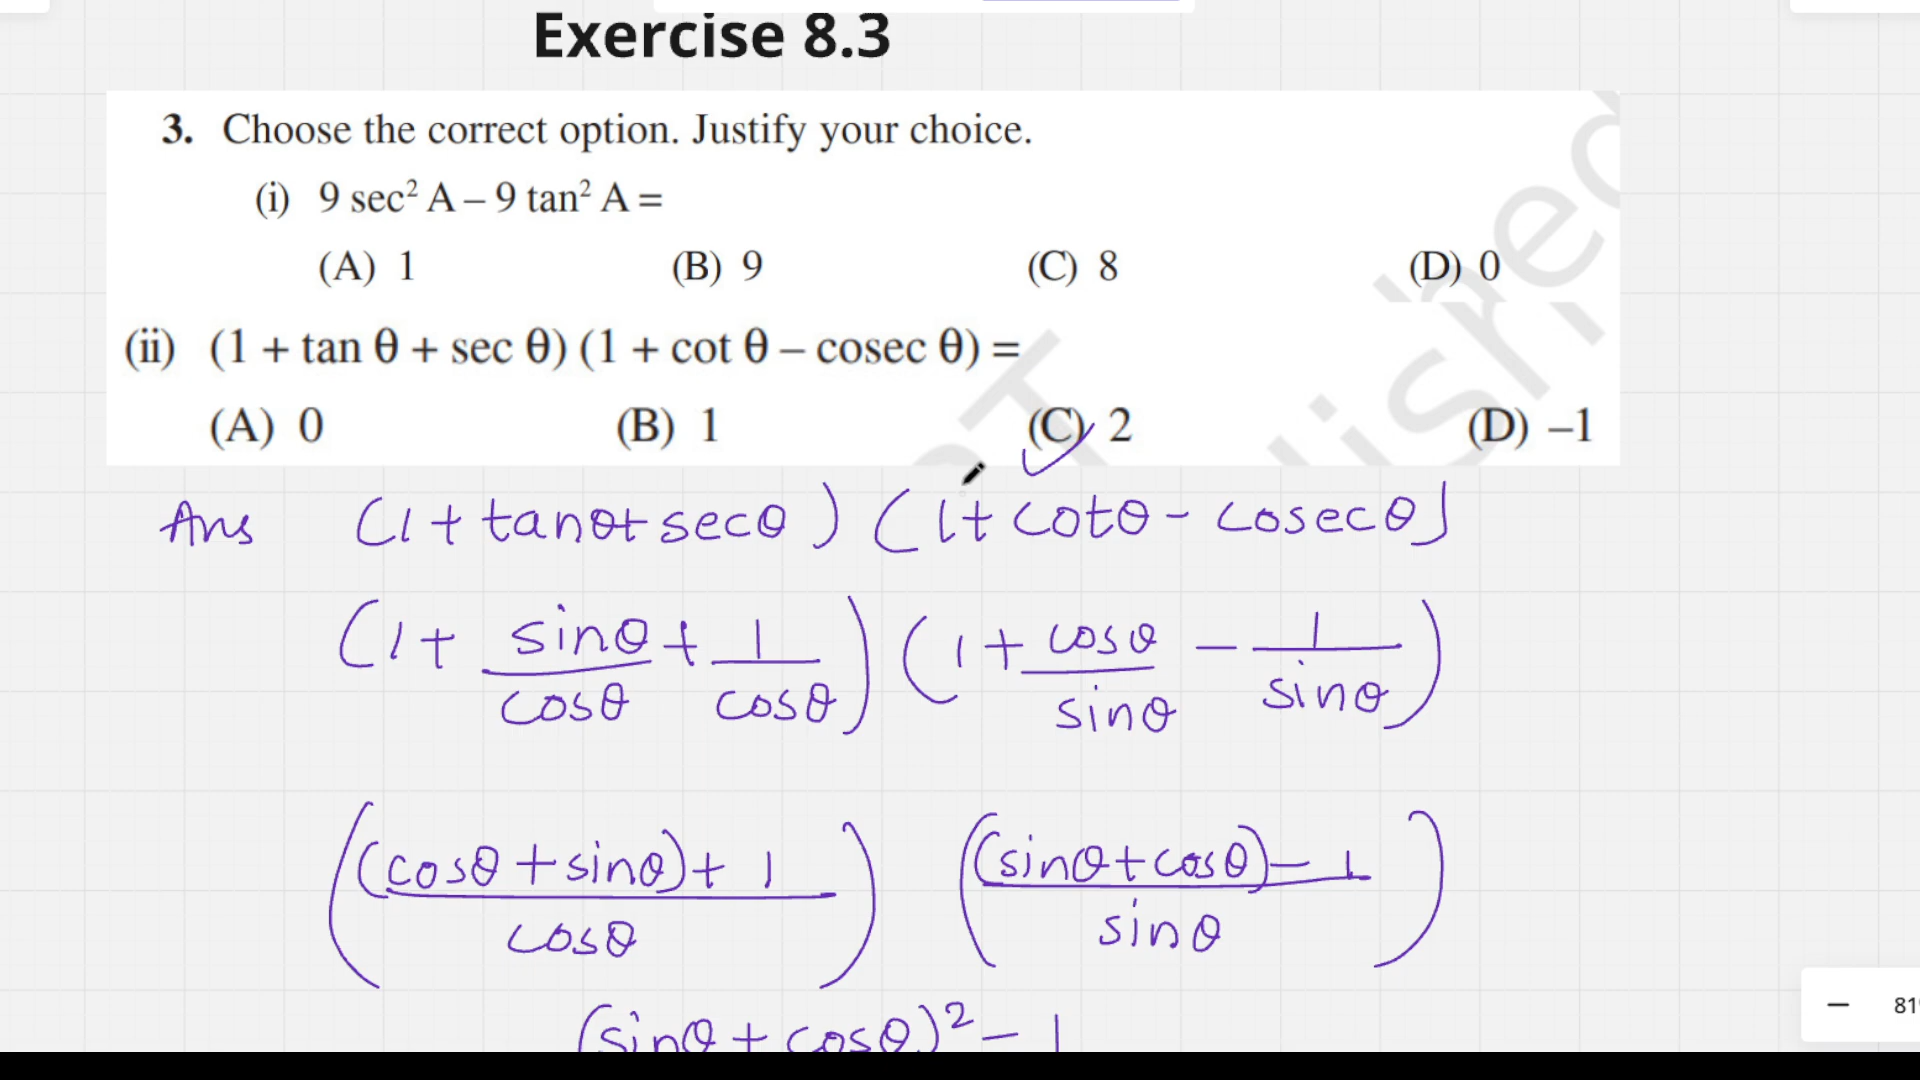 Exercise 8.3
3. Choose the correct option. Justify your choice.
(i) 9 sec² A – 9 tan² A =
(A) 1 (B) 9 (C) 8 (D) 0
(ii) (1 + tan θ + sec θ) (1 + cot θ – cosec θ) =
(A) 0 (B) 1 (C) 2 (D) –1
Ans (1 + tanθ + secθ) (1 + cotθ - cosecθ)
(1 + sinθ/cosθ + 1/cosθ) (1 + cosθ/sinθ - 1/sinθ)
((cosθ + sinθ) + 1 / cosθ) ((sinθ + cosθ) - 1 / sinθ)
(sinθ + cosθ)² - 1